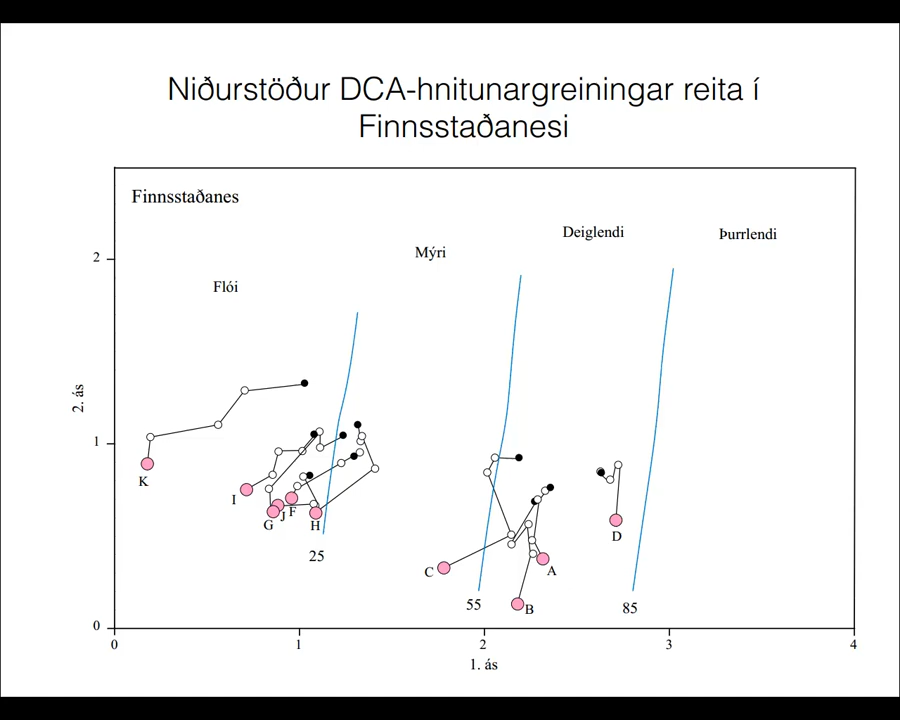 Niðurstöður DCA-hnitunargreiningar reita í
Finnsstaðanesi
Finnsstaðanes
Flói
Mýri
Deiglendi
Þurrlendi
2
1
0
2. ás
K
I
G
J
F
H
25
C
B
A
55
D
85
0
1
2
3
4
1. ás